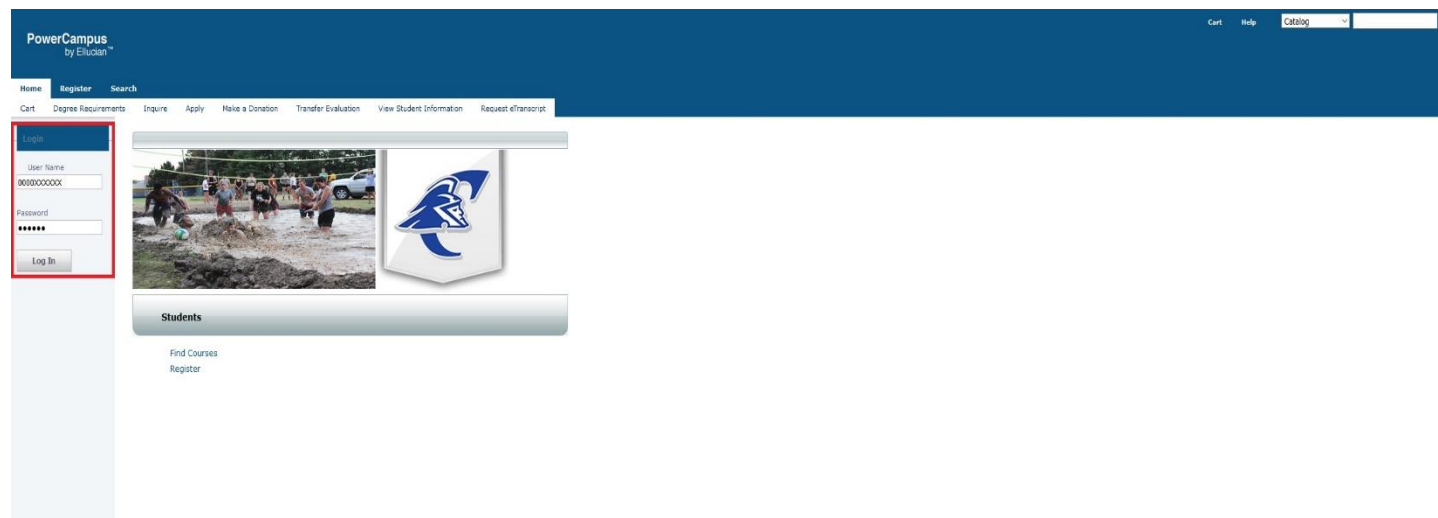 Cart Help Catalog
PowerCampus
by Ellucian™
Home Register Search
Cart Degree Requirements Inquire Apply Make a Donation Transfer Evaluation View Student Information Request eTranscript
Login
User Name
0000XXXXXX
Password
••••••
Log In
Students
Find Courses
Register